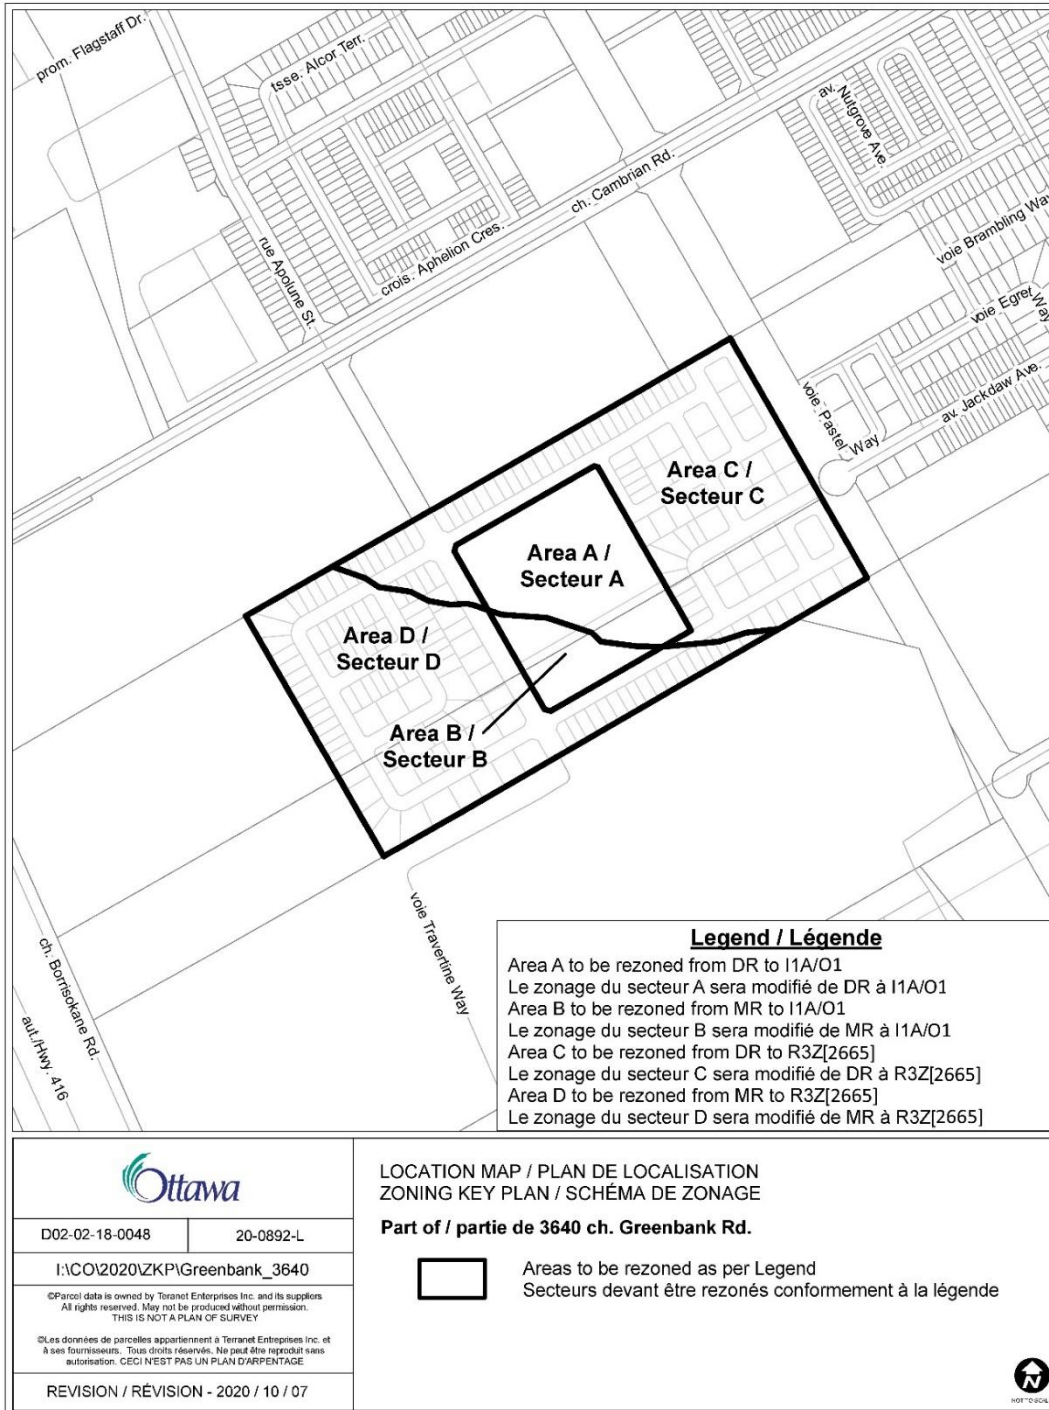 prom. Flagstaff Dr.
tsse. Alcor Terr.
av. Nutgrove Ave.
ch. Cambrian Rd.
voie Brambling Way
crois. Aphelion Cres.
rue Apolune St.
voie Egret Way
av. Jackdaw Ave.
voie Pastel Way
Area C /
Secteur C
Area A /
Secteur A
Area D /
Secteur D
Area B /
Secteur B
voie Travertine Way
ch. Borrisokane Rd.
aut./Hwy. 416
Legend / Légende
Area A to be rezoned from DR to I1A/O1
Le zonage du secteur A sera modifié de DR à I1A/O1
Area B to be rezoned from MR to I1A/O1
Le zonage du secteur B sera modifié de MR à I1A/O1
Area C to be rezoned from DR to R3Z[2665]
Le zonage du secteur C sera modifié de DR à R3Z[2665]
Area D to be rezoned from MR to R3Z[2665]
Le zonage du secteur D sera modifié de MR à R3Z[2665]
Ottawa
D02-02-18-0048
20-0892-L
I:\CO\2020\ZKP\Greenbank_3640
©Parcel data is owned by Teranet Enterprises Inc. and its suppliers
All rights reserved. May not be produced without permission.
THIS IS NOT A PLAN OF SURVEY
©Les données de parcelles appartiennent à Terranet Entreprises Inc. et
à ses fournisseurs. Tous droits réservés. Ne peut être reproduit sans
autorisation. CECI N'EST PAS UN PLAN D'ARPENTAGE
REVISION / RÉVISION - 2020 / 10 / 07
LOCATION MAP / PLAN DE LOCALISATION
ZONING KEY PLAN / SCHÉMA DE ZONAGE
Part of / partie de 3640 ch. Greenbank Rd.
Areas to be rezoned as per Legend
Secteurs devant être rezonés conformement à la légende
N
NOT TO SCALE